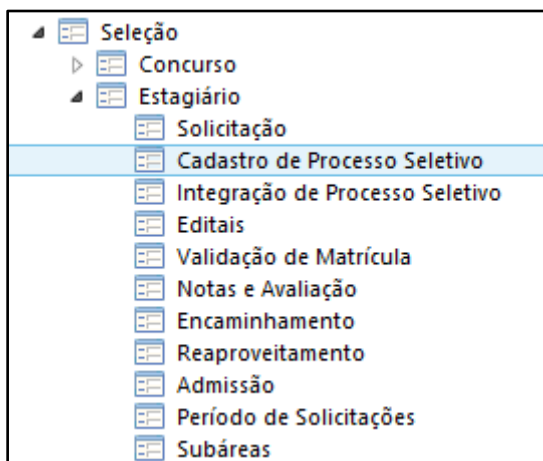 Seleção
Concurso
Estagiário
Solicitação
Cadastro de Processo Seletivo
Integração de Processo Seletivo
Editais
Validação de Matrícula
Notas e Avaliação
Encaminhamento
Reaproveitamento
Admissão
Período de Solicitações
Subáreas